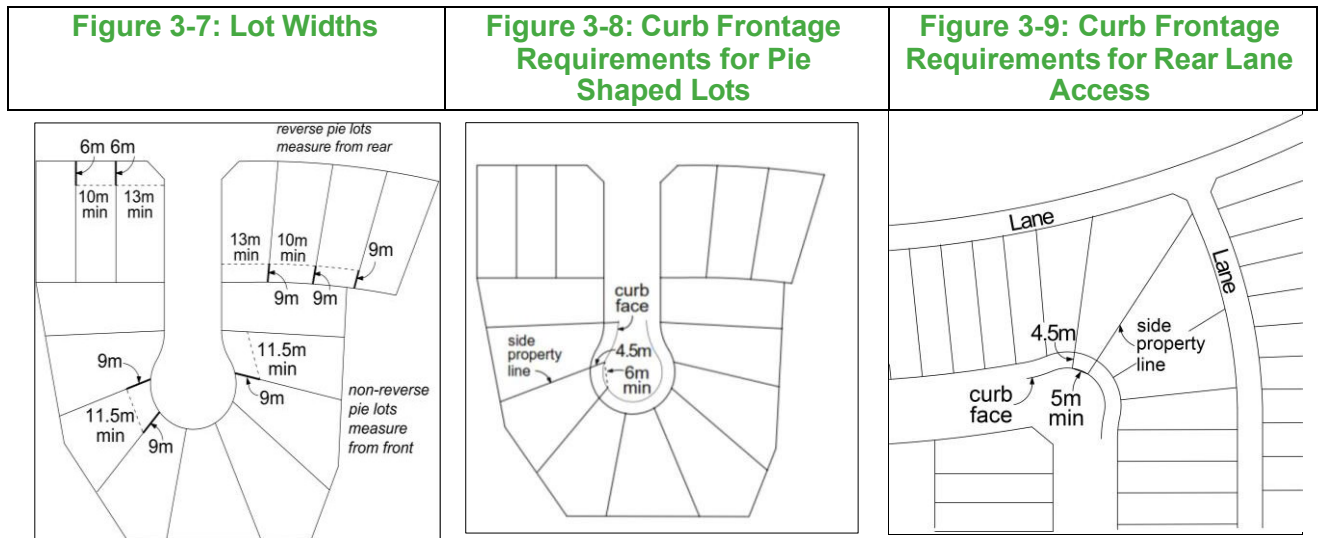 Figure 3-7: Lot Widths
Figure 3-8: Curb Frontage
Requirements for Pie
Shaped Lots
Figure 3-9: Curb Frontage
Requirements for Rear Lane
Access
reverse pie lots
measure from rear
6m 6m
10m
min
13m
min
13m
min
10m
min
9m
9m
9m
11.5m
min
9m
9m
11.5m
min
9m
non-reverse
pie lots
measure
from front
curb
face
side
property
line
4.5m
6m
min
Lane
Lane
4.5m
side
property
line
curb
face
5m
min